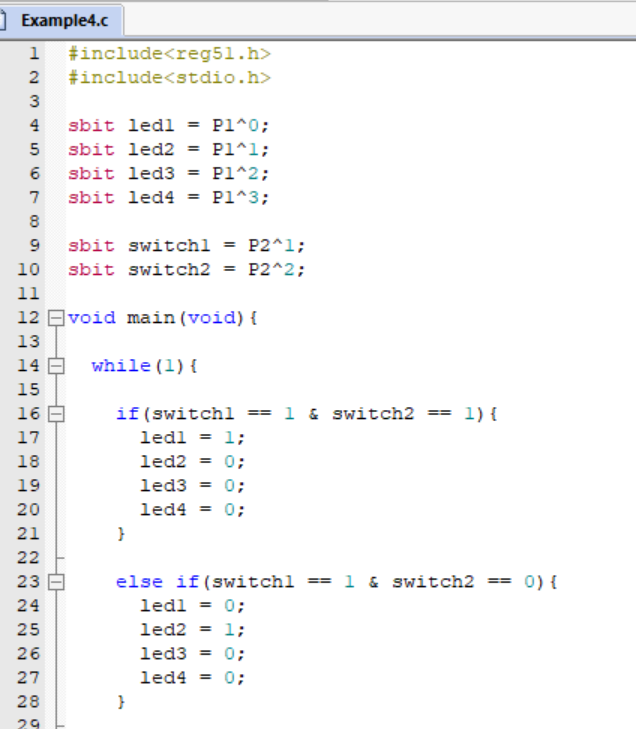 Example4.c
1 #include<reg51.h>
2 #include<stdio.h>
3
4 sbit led1 = P1^0;
5 sbit led2 = P1^1;
6 sbit led3 = P1^2;
7 sbit led4 = P1^3;
8
9 sbit switch1 = P2^1;
10 sbit switch2 = P2^2;
11
12 void main(void){
13
14 while(1){
15
16 if(switch1 == 1 & switch2 == 1){
17 led1 = 1;
18 led2 = 0;
19 led3 = 0;
20 led4 = 0;
21 }
22
23 else if(switch1 == 1 & switch2 == 0){
24 led1 = 0;
25 led2 = 1;
26 led3 = 0;
27 led4 = 0;
28 }
29